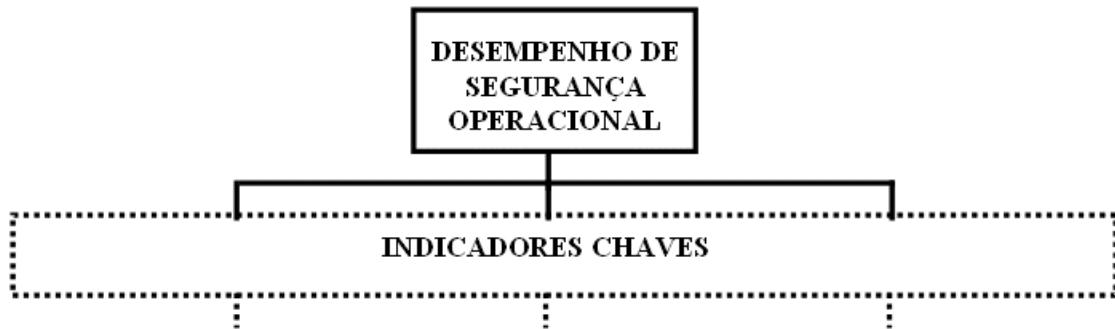 DESEMPENHO DE
SEGURANÇA
OPERACIONAL
INDICADORES CHAVES